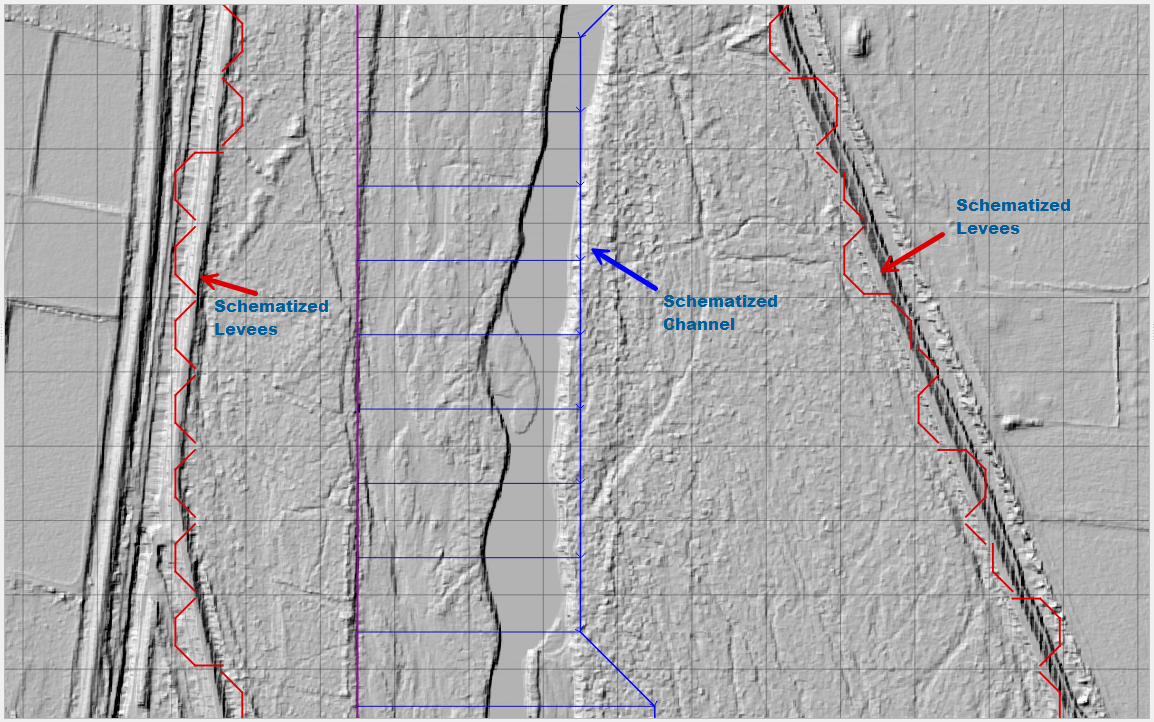 Schematized
Levees
Schematized
Levees
Schematized
Channel